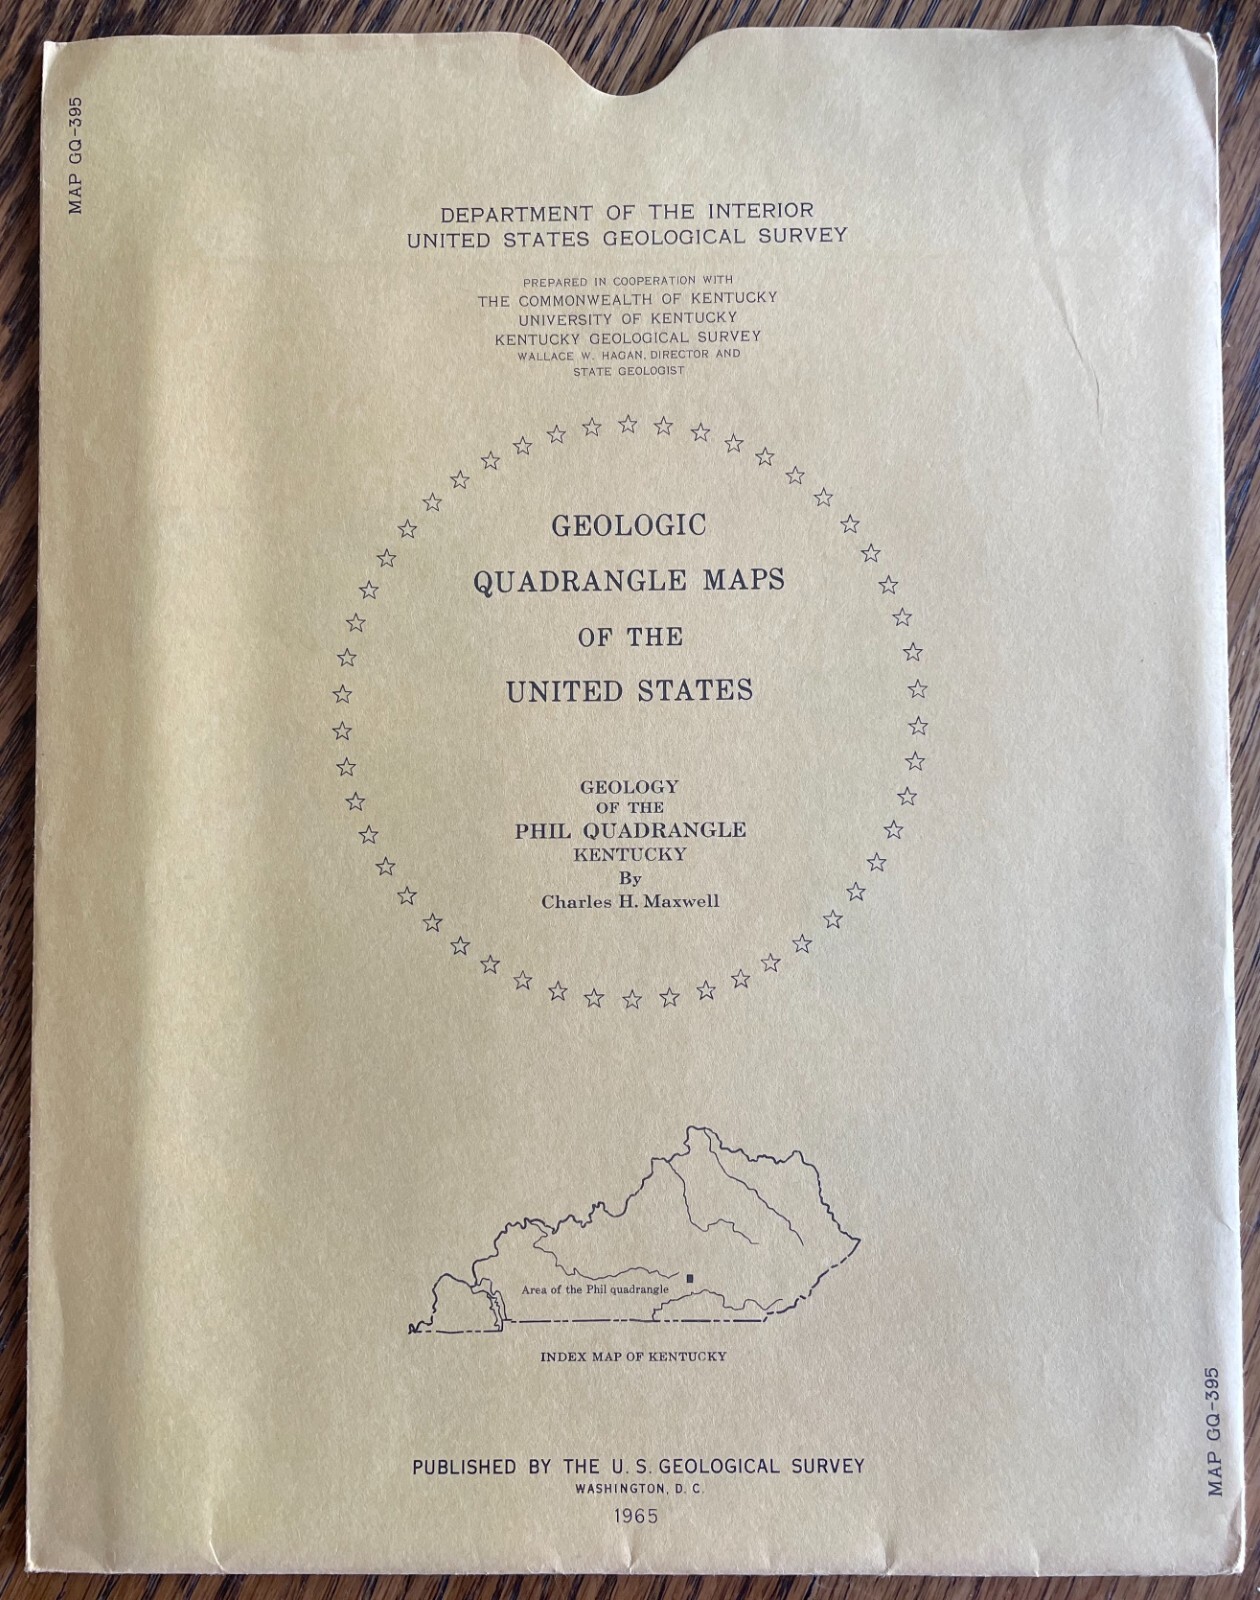 MAP GQ-395
DEPARTMENT OF THE INTERIOR
UNITED STATES GEOLOGICAL SURVEY
PREPARED IN COOPERATION WITH
THE COMMONWEALTH OF KENTUCKY
UNIVERSITY OF KENTUCKY
KENTUCKY GEOLOGICAL SURVEY
WALLACE W. HAGAN, DIRECTOR AND
STATE GEOLOGIST
GEOLOGIC
QUADRANGLE MAPS
OF THE
UNITED STATES
GEOLOGY
OF THE
PHIL QUADRANGLE
KENTUCKY
By
Charles H. Maxwell
Area of the Phil quadrangle
INDEX MAP OF KENTUCKY
PUBLISHED BY THE U. S. GEOLOGICAL SURVEY
WASHINGTON, D. C.
1965
MAP GQ-395